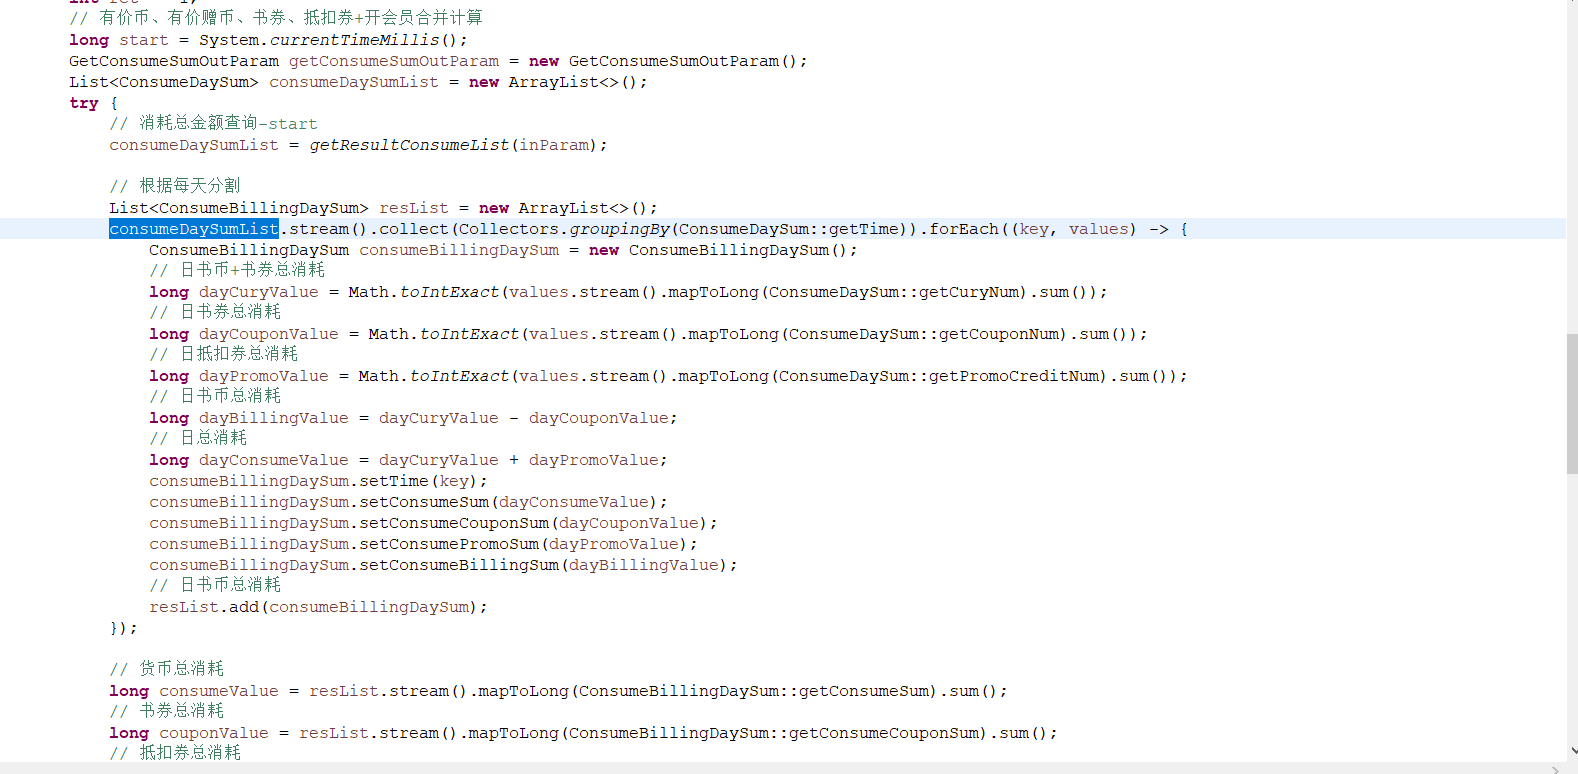 // 有价币、有价赠币、书券、抵扣券+开会员合并计算
long start = System.currentTimeMillis();
GetConsumeSumOutParam getConsumeSumOutParam = new GetConsumeSumOutParam();
List<ConsumeDaySum> consumeDaySumList = new ArrayList<>();
try {
// 消耗总金额查询-start
consumeDaySumList = getResultConsumeList(inParam);
// 根据每天分割
List<ConsumeBillingDaySum> resList = new ArrayList<>();
consumeDaySumList.stream().collect(Collectors.groupingBy(ConsumeDaySum::getTime)).forEach((key, values) -> {
ConsumeBillingDaySum consumeBillingDaySum = new ConsumeBillingDaySum();
// 日书币+书券总消耗
long dayCuryValue = Math.toIntExact(values.stream().mapToLong(ConsumeDaySum::getCuryNum).sum());
// 日书券总消耗
long dayCouponValue = Math.toIntExact(values.stream().mapToLong(ConsumeDaySum::getCouponNum).sum());
// 日抵扣券总消耗
long dayPromoValue = Math.toIntExact(values.stream().mapToLong(ConsumeDaySum::getPromoCreditNum).sum());
// 日书币总消耗
long dayBillingValue = dayCuryValue - dayCouponValue;
// 日总消耗
long dayConsumeValue = dayCuryValue + dayPromoValue;
consumeBillingDaySum.setTime(key);
consumeBillingDaySum.setConsumeSum(dayConsumeValue);
consumeBillingDaySum.setConsumeCouponSum(dayCouponValue);
consumeBillingDaySum.setConsumePromoSum(dayPromoValue);
consumeBillingDaySum.setConsumeBillingSum(dayBillingValue);
// 日书币总消耗
resList.add(consumeBillingDaySum);
});
// 货币总消耗
long consumeValue = resList.stream().mapToLong(ConsumeBillingDaySum::getConsumeSum).sum();
// 书券总消耗
long couponValue = resList.stream().mapToLong(ConsumeBillingDaySum::getConsumeCouponSum).sum();
// 抵扣券总消耗